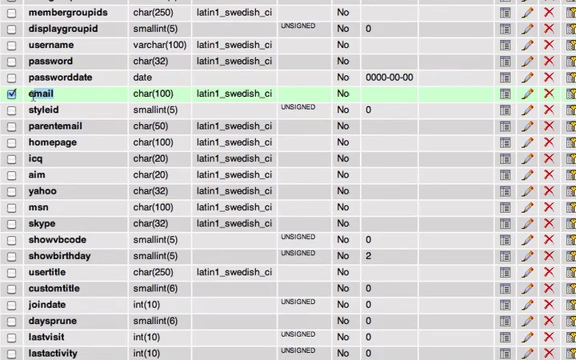 membergroupids char(250) latin1_swedish_ci No
displaygroupid smallint(5) UNSIGNED No 0
username varchar(100) latin1_swedish_ci No
password char(32) latin1_swedish_ci No
passworddate date No 0000-00-00
email char(100) latin1_swedish_ci No
styleid smallint(5) UNSIGNED No 0
parentemail char(50) latin1_swedish_ci No
homepage char(100) latin1_swedish_ci No
icq char(20) latin1_swedish_ci No
aim char(20) latin1_swedish_ci No
yahoo char(32) latin1_swedish_ci No
msn char(100) latin1_swedish_ci No
skype char(32) latin1_swedish_ci No
showvbcode smallint(5) UNSIGNED No 0
showbirthday smallint(5) UNSIGNED No 2
usertitle char(250) latin1_swedish_ci No
customtitle smallint(6) No 0
joindate int(10) UNSIGNED No 0
daysprune smallint(6) No 0
lastvisit int(10) UNSIGNED No 0
lastactivity int(10) UNSIGNED No 0